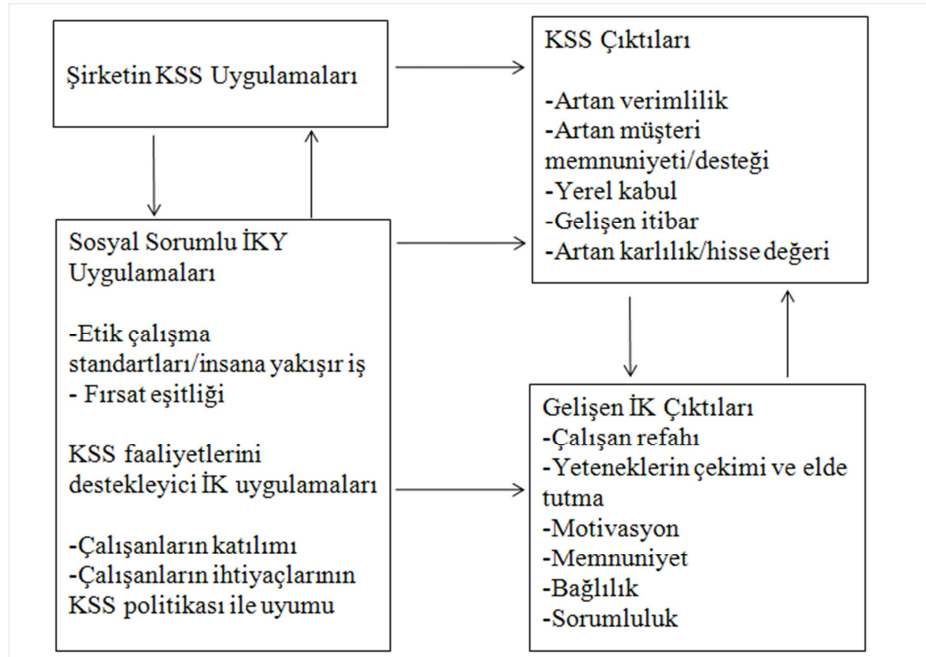 Şirketin KSS Uygulamaları
KSS Çıktıları
-Artan verimlilik
-Artan müşteri
memnuniyeti/desteği
-Yerel kabul
-Gelişen itibar
-Artan karlılık/hisse değeri
Sosyal Sorumlu İKY
Uygulamaları
-Etik çalışma
standartları/insana yakışır iş
- Fırsat eşitliği
KSS faaliyetlerini
destekleyici İK uygulamaları
-Çalışanların katılımı
-Çalışanların ihtiyaçlarının
KSS politikası ile uyumu
Gelişen İK Çıktıları
-Çalışan refahı
-Yeteneklerin çekimi ve elde
tutma
-Motivasyon
-Memnuniyet
-Bağlılık
-Sorumluluk